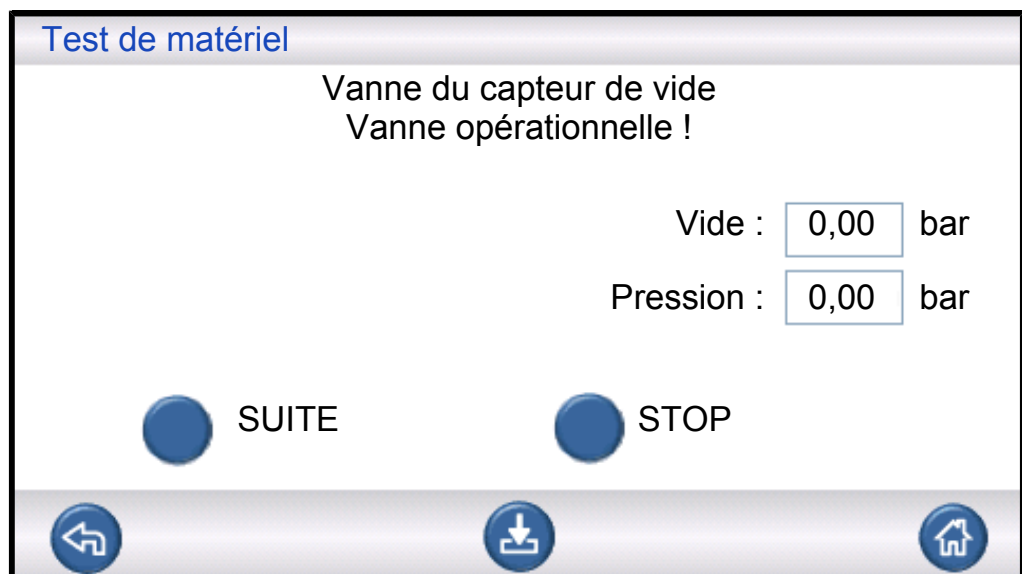 Test de matériel
Vanne du capteur de vide
Vanne opérationnelle !
Vide : 0,00 bar
Pression : 0,00 bar
SUITE STOP